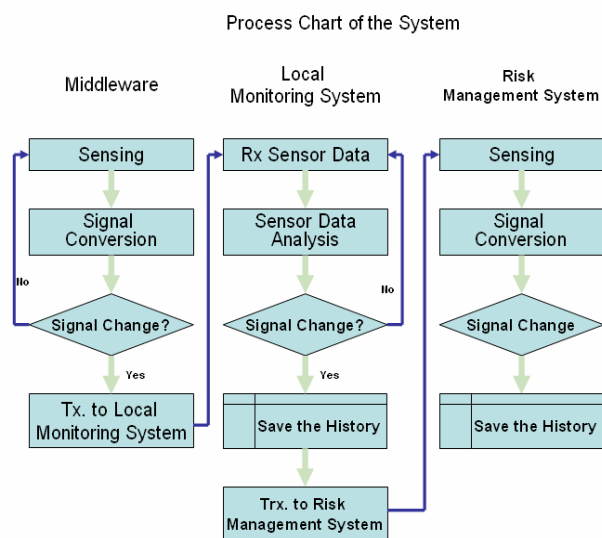 Process Chart of the System
Middleware
Local
Monitoring System
Risk
Management System
Sensing
Signal
Conversion
No
Signal Change?
Yes
Tx. to Local
Monitoring System
Rx Sensor Data
Sensor Data
Analysis
No
Signal Change?
Yes
Save the History
Trx. to Risk
Management System
Sensing
Signal
Conversion
Signal Change
Save the History